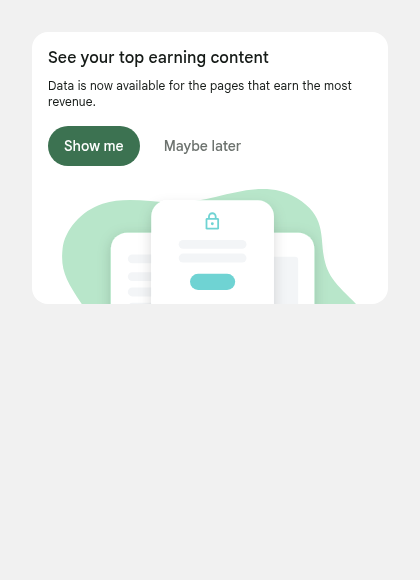 See your top earning content
Data is now available for the pages that earn the most
revenue.
Show me
Maybe later